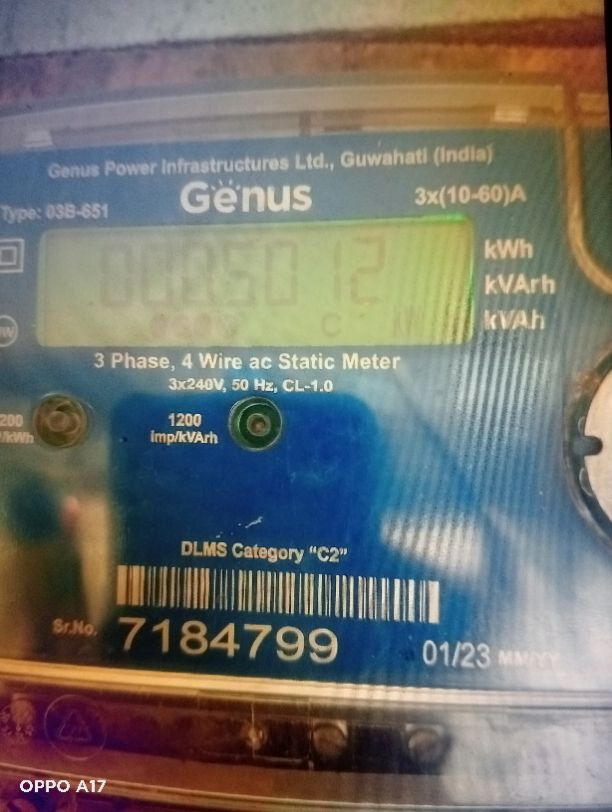 Genus Power Infrastructures Ltd., Guwahati (India)
Genus
Type: 03B-651
3x(10-60)A
kWh
kVArh
kVAh
3 Phase, 4 Wire ac Static Meter
3x240V, 50 Hz, CL-1.0
1200
imp/kVArh
DLMS Category "C2"
Sr.No. 7184799
01/23 MM/YY
OPPO A17